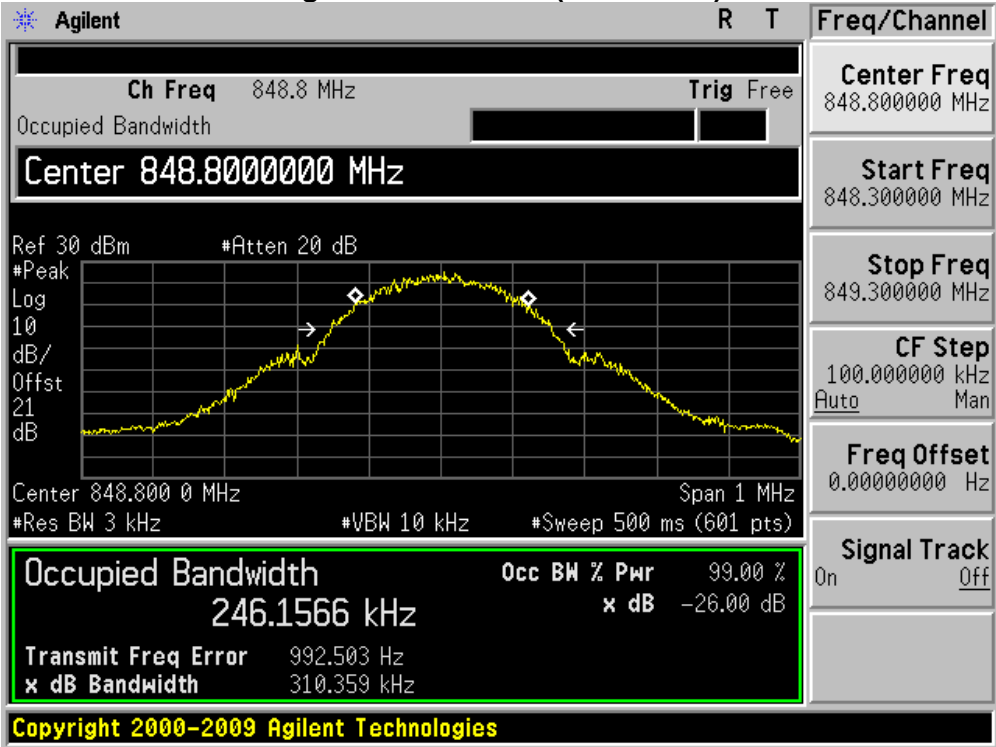 Agilent R T
Ch Freq 848.8 MHz Trig Free
Occupied Bandwidth
Center 848.8000000 MHz
Ref 30 dBm #Atten 20 dB
#Peak
Log
10
dB/
Offst
21
dB
Center 848.800 0 MHz Span 1 MHz
#Res BW 3 kHz #VBW 10 kHz #Sweep 500 ms (601 pts)
Occupied Bandwidth Occ BW % Pwr 99.00 %
246.1566 kHz x dB -26.00 dB
Transmit Freq Error 992.503 Hz
x dB Bandwidth 310.359 kHz
Copyright 2000-2009 Agilent Technologies
Freq/Channel
Center Freq
848.800000 MHz
Start Freq
848.300000 MHz
Stop Freq
849.300000 MHz
CF Step
100.000000 kHz
Auto Man
Freq Offset
0.00000000 Hz
Signal Track
On Off